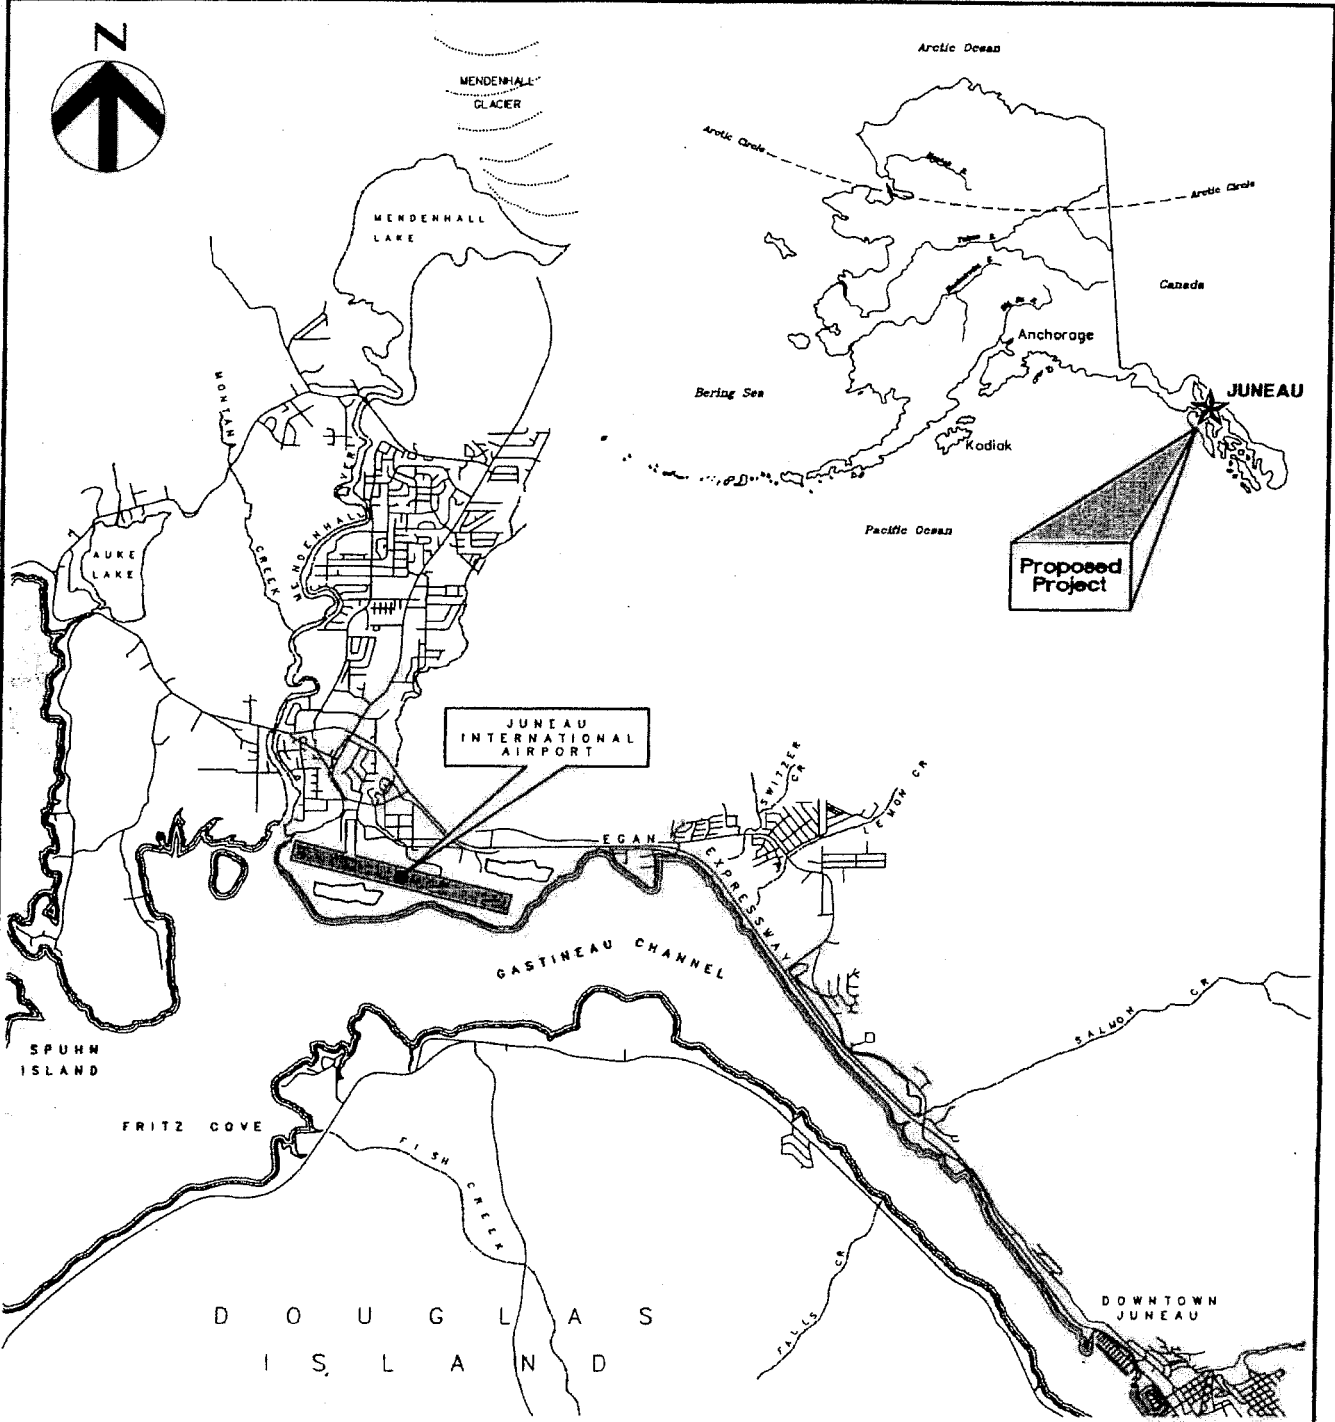 N
Arctic Ocean
MENDENHALL
GLACIER
Arctic Circle
Arctic Circle
MENDENHALL
LAKE
Yukon R.
Canada
Anchorage
Bering Sea
JUNEAU
Kodiak
MONTANA
CREEK
MENDENHALL
RIVER
Pacific Ocean
AUKE
LAKE
Proposed
Project
JUNEAU
INTERNATIONAL
AIRPORT
SWITZER
CR
LEMON CR
EGAN
EXPRESSWAY
GASTINEAU CHANNEL
SALMON CR
SPUHN
ISLAND
FRITZ COVE
FISH CREEK
FALLS CR
DOWNTOWN
JUNEAU
DOUGLAS
ISLAND